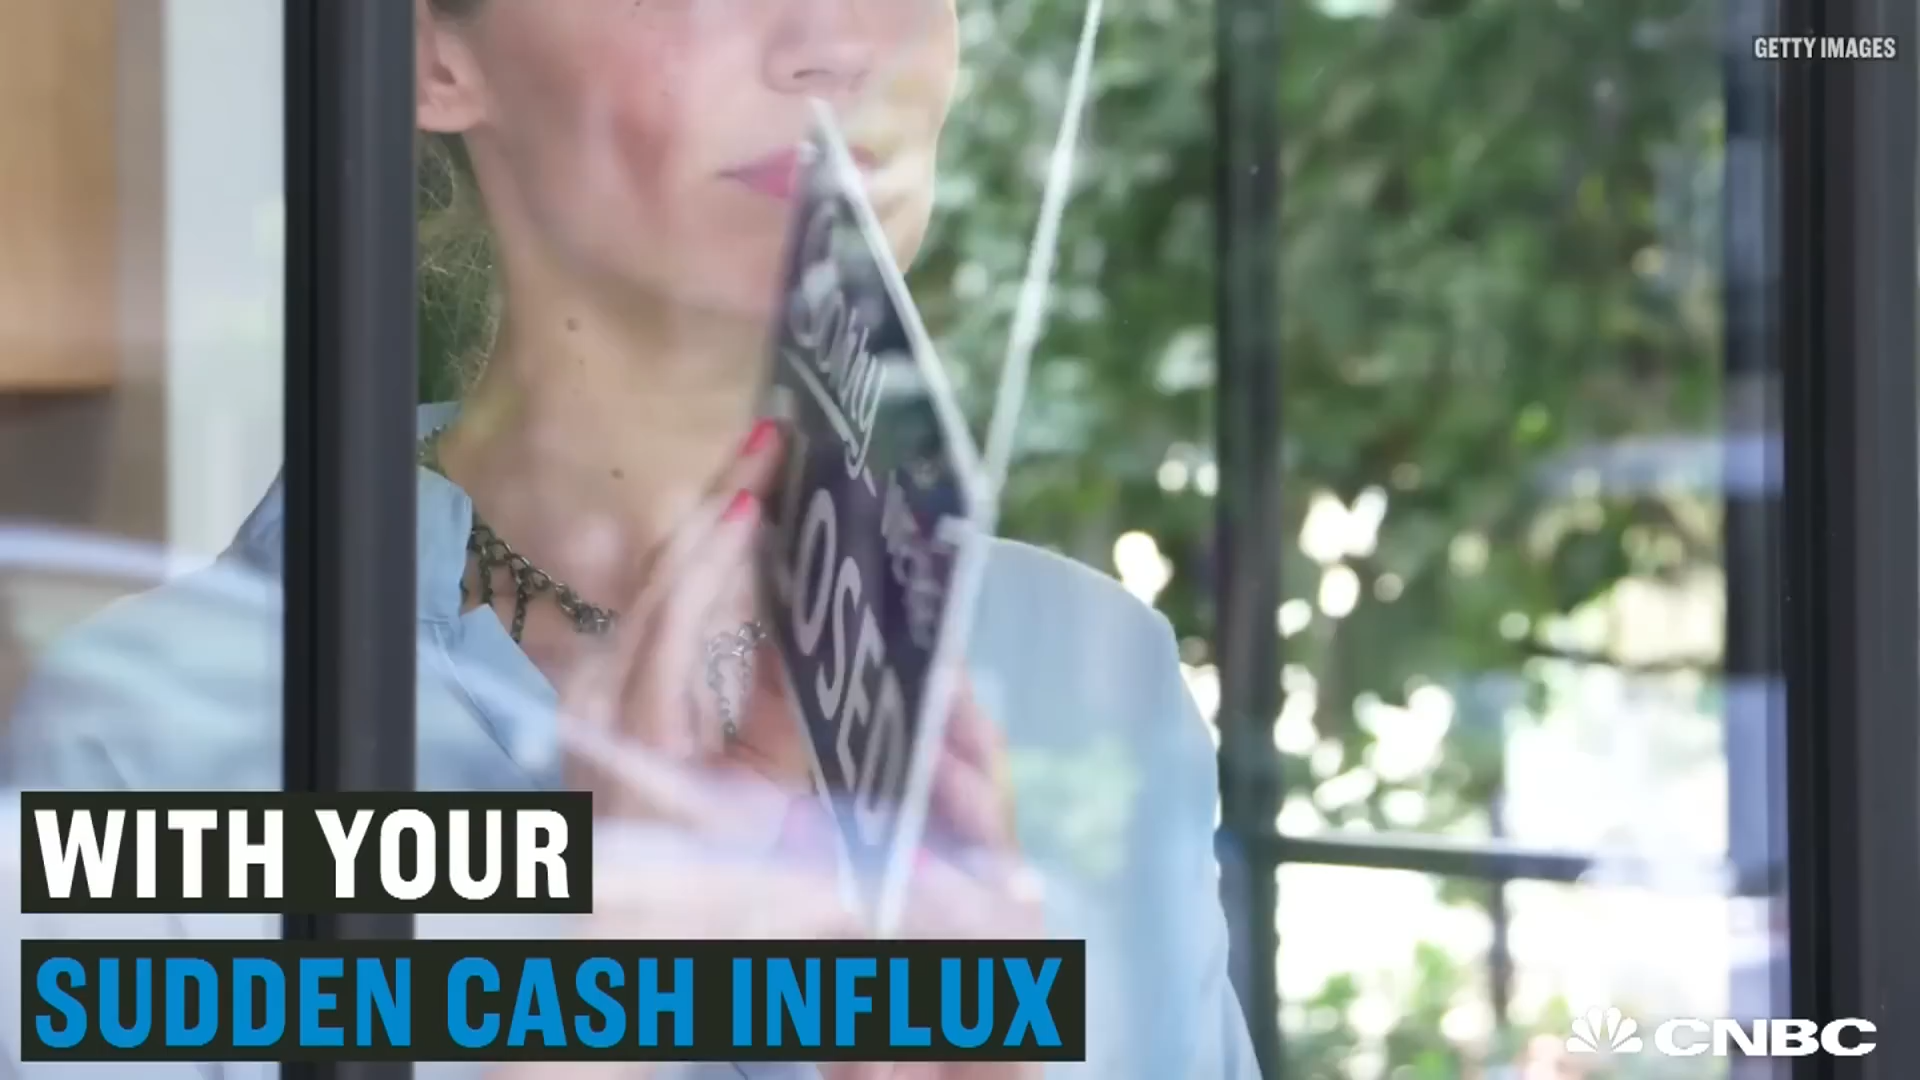 GETTY IMAGES
Sorry
CLOSED
WITH YOUR
SUDDEN CASH INFLUX
CNBC